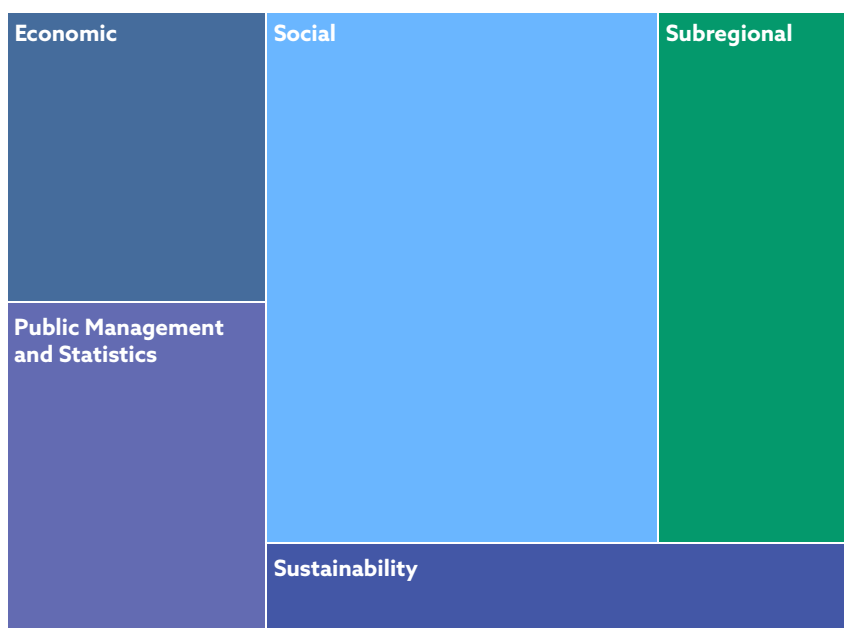 Economic
Social
Subregional
Public Management
and Statistics
Sustainability